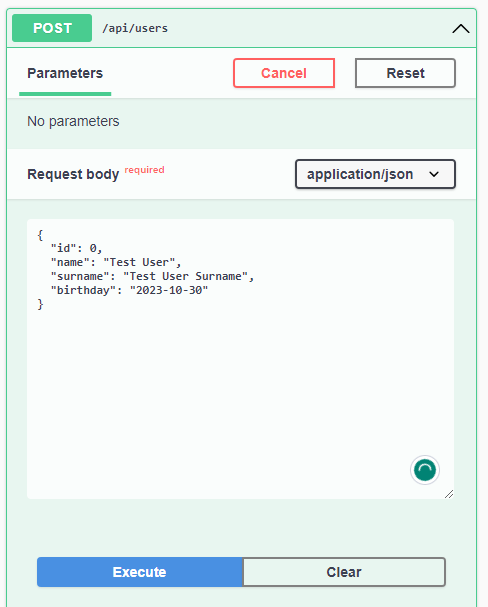 POST /api/users
Parameters Cancel Reset
No parameters
Request body required application/json
{
  "id": 0,
  "name": "Test User",
  "surname": "Test User Surname",
  "birthday": "2023-10-30"
}
Execute Clear